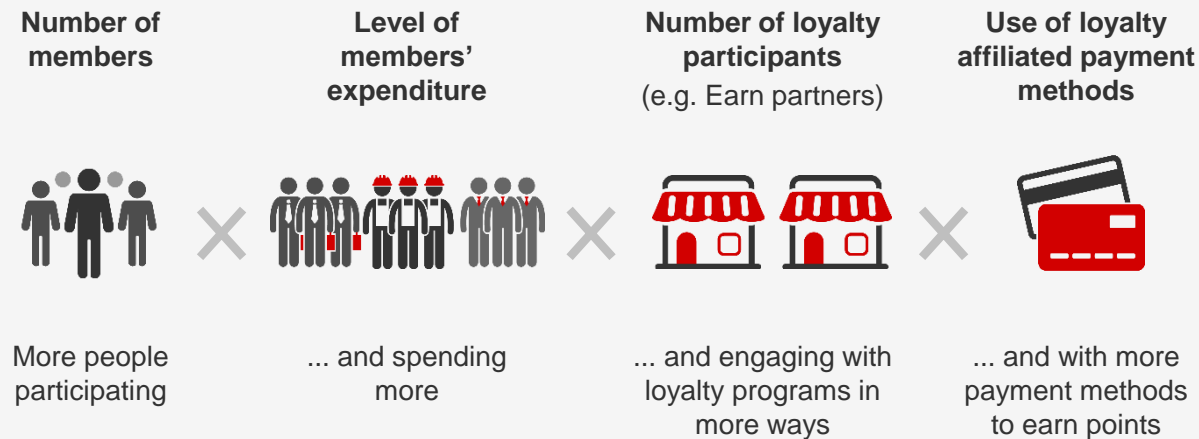 Number of
members
Level of
members’
expenditure
Number of loyalty
participants
(e.g. Earn partners)
Use of loyalty
affiliated payment
methods
More people
participating
... and spending
more
... and engaging with
loyalty programs in
more ways
... and with more
payment methods
to earn points